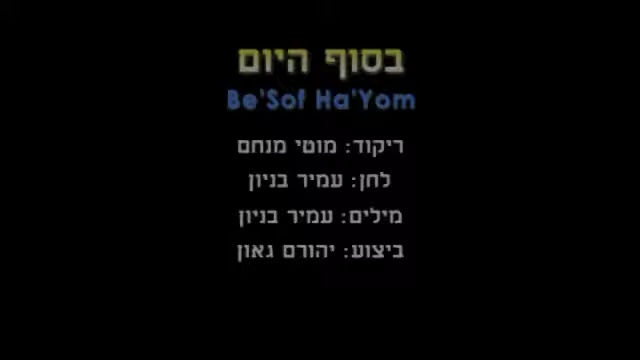 בסוף היום
Be'Sof Ha'Yom
ריקוד: מוטי מנחם
לחן: עמיר בניון
מילים: עמיר בניון
ביצוע: יהורם גאון